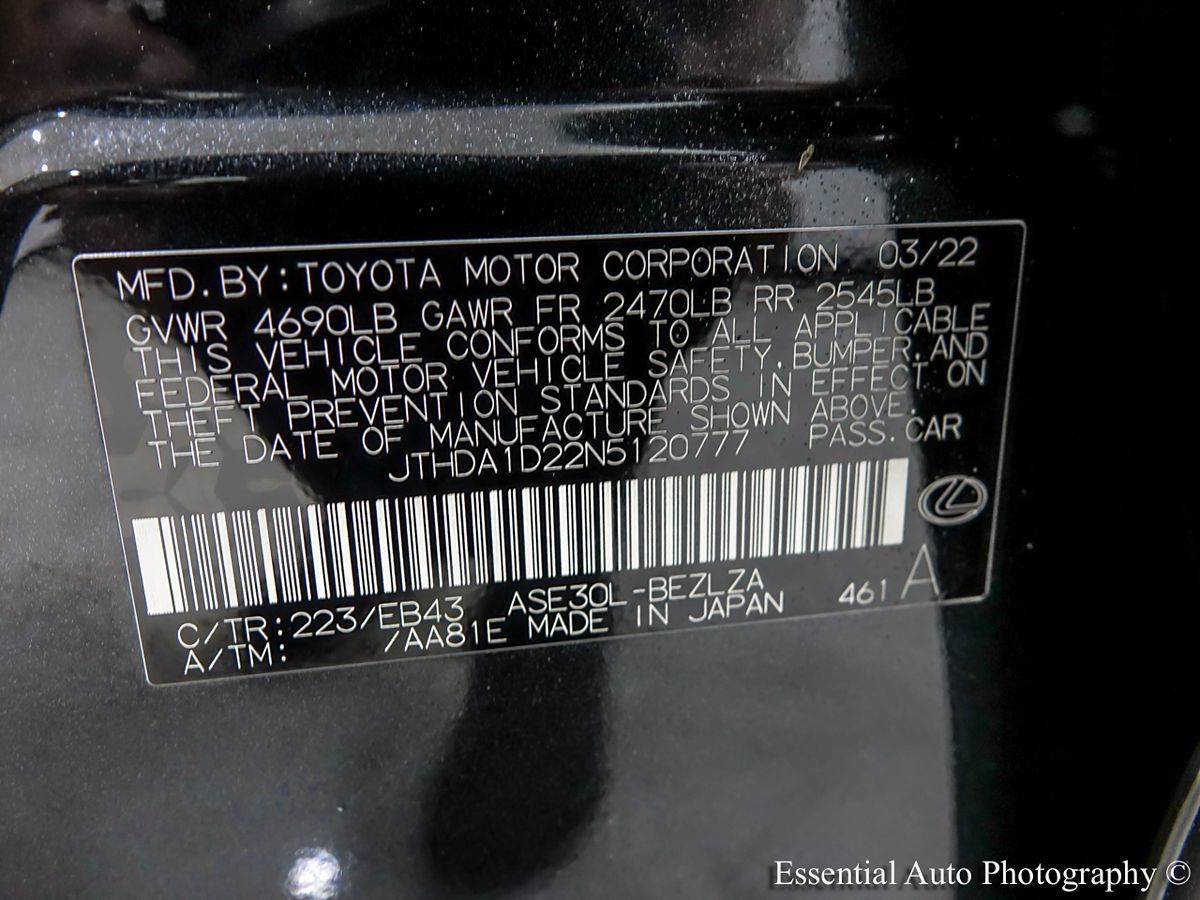 MFD. BY: TOYOTA MOTOR CORPORATION 03/22
GVWR 4690LB GAWR FR 2470LB RR 2545LB
THIS VEHICLE CONFORMS TO ALL APPLICABLE
FEDERAL MOTOR VEHICLE SAFETY, BUMPER, AND
THEFT PREVENTION STANDARDS IN EFFECT ON
THE DATE OF MANUFACTURE SHOWN ABOVE.
JTHDA1D22N5120777 PASS. CAR
C/TR: 223/EB43 ASE30L-BEZLZA 461 A
A/TM: /AA81E MADE IN JAPAN
Essential Auto Photography ©